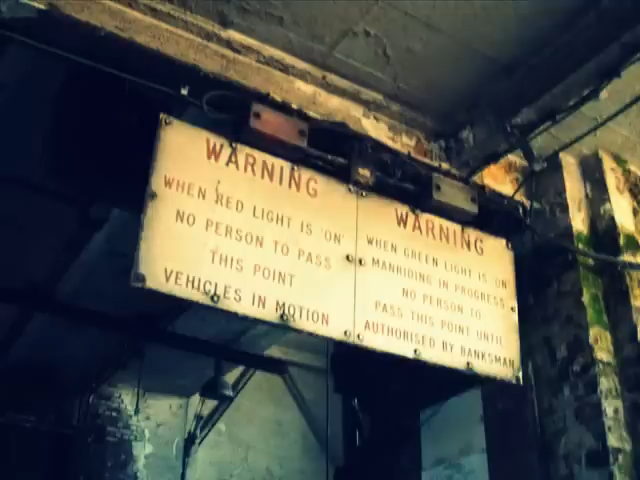 WARNING
WHEN RED LIGHT IS 'ON'
NO PERSON TO PASS
THIS POINT
VEHICLES IN MOTION
WARNING
WHEN GREEN LIGHT IS 'ON'
MANRIDING IN PROGRESS
NO PERSON TO
PASS THIS POINT UNTIL
AUTHORISED BY BANKSMAN